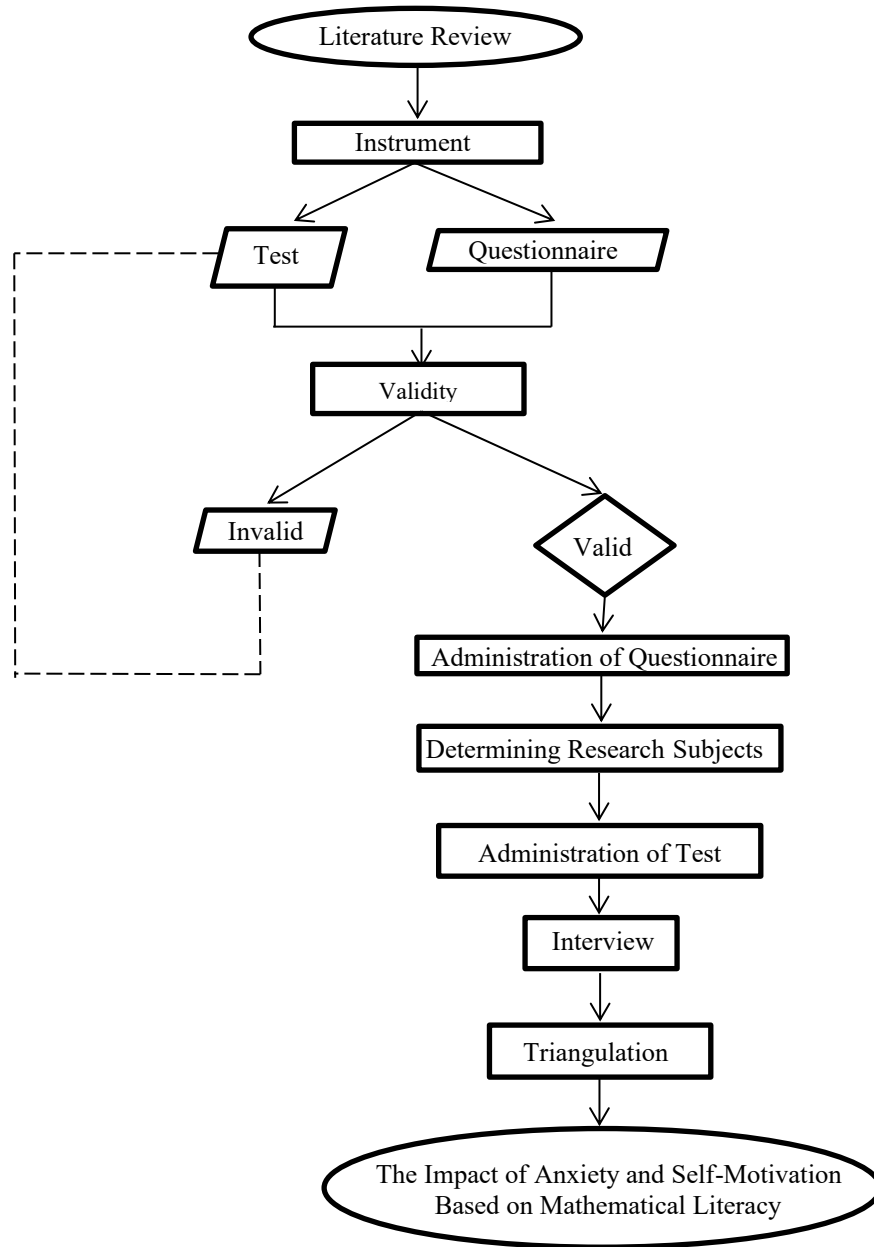 Literature Review
Instrument
Test
Questionnaire
Validity
Invalid
Valid
Administration of Questionnaire
Determining Research Subjects
Administration of Test
Interview
Triangulation
The Impact of Anxiety and Self-Motivation
Based on Mathematical Literacy